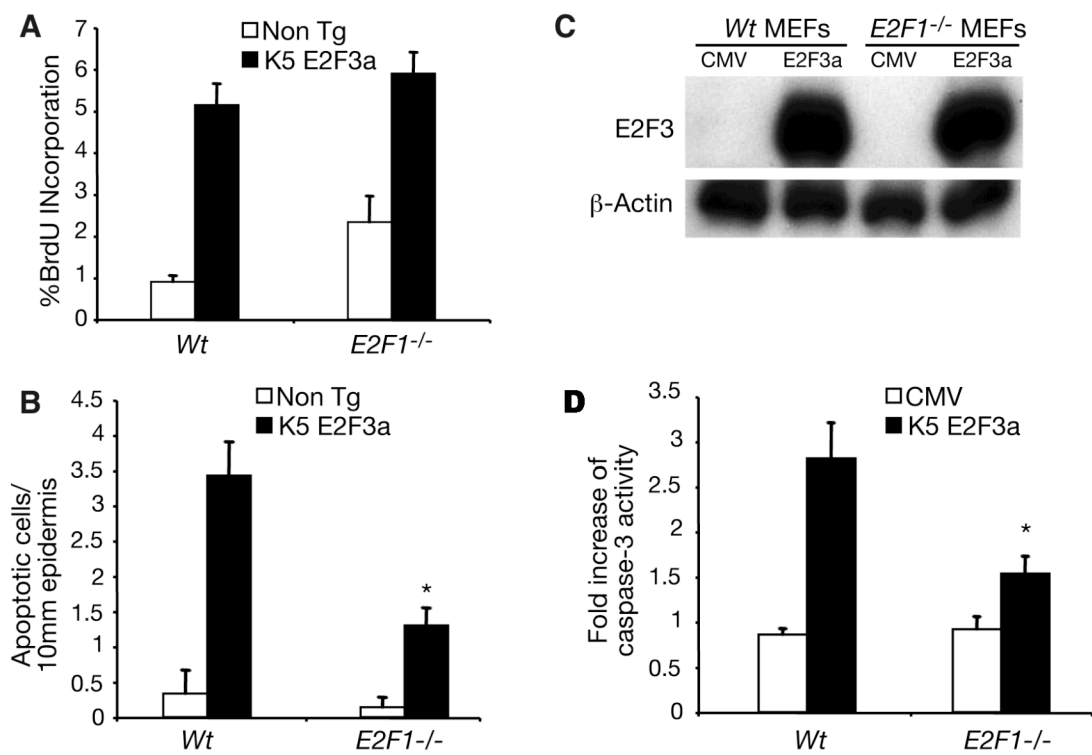 A
Non Tg
K5 E2F3a
%BrdU INcorporation
7
6
5
4
3
2
1
0
Wt
E2F1-/-
B
Non Tg
K5 E2F3a
Apoptotic cells/
10mm epidermis
4.5
4
3.5
3
2.5
2
1.5
1
0.5
0
*
Wt
E2F1-/-
C
Wt MEFs E2F1-/- MEFs
CMV E2F3a CMV E2F3a
E2F3
β-Actin
D
CMV
K5 E2F3a
Fold increase of
caspase-3 activity
3.5
3
2.5
2
1.5
1
0.5
0
*
Wt
E2F1-/-